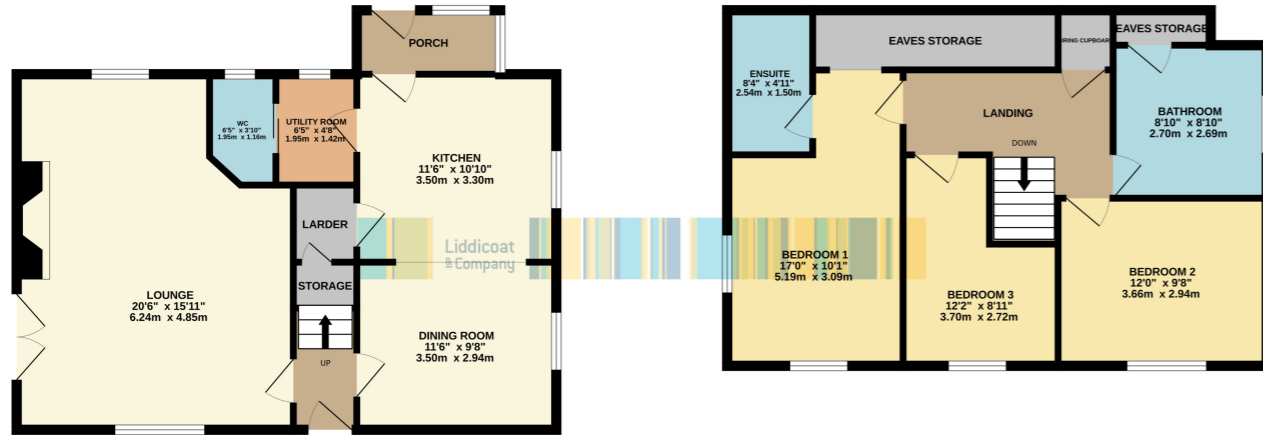 PORCH
WC
6'5" x 3'10"
1.95m x 1.16m
UTILITY ROOM
6'5" x 4'8"
1.95m x 1.42m
KITCHEN
11'6" x 10'10"
3.50m x 3.30m
LARDER
STORAGE
UP
LOUNGE
20'6" x 15'11"
6.24m x 4.85m
DINING ROOM
11'6" x 9'8"
3.50m x 2.94m
Liddicoat
& Company
ENSUITE
8'4" x 4'11"
2.54m x 1.50m
EAVES STORAGE
IRING CUPBOAR
EAVES STORAGE
LANDING
DOWN
BATHROOM
8'10" x 8'10"
2.70m x 2.69m
BEDROOM 1
17'0" x 10'1"
5.19m x 3.09m
BEDROOM 3
12'2" x 8'11"
3.70m x 2.72m
BEDROOM 2
12'0" x 9'8"
3.66m x 2.94m